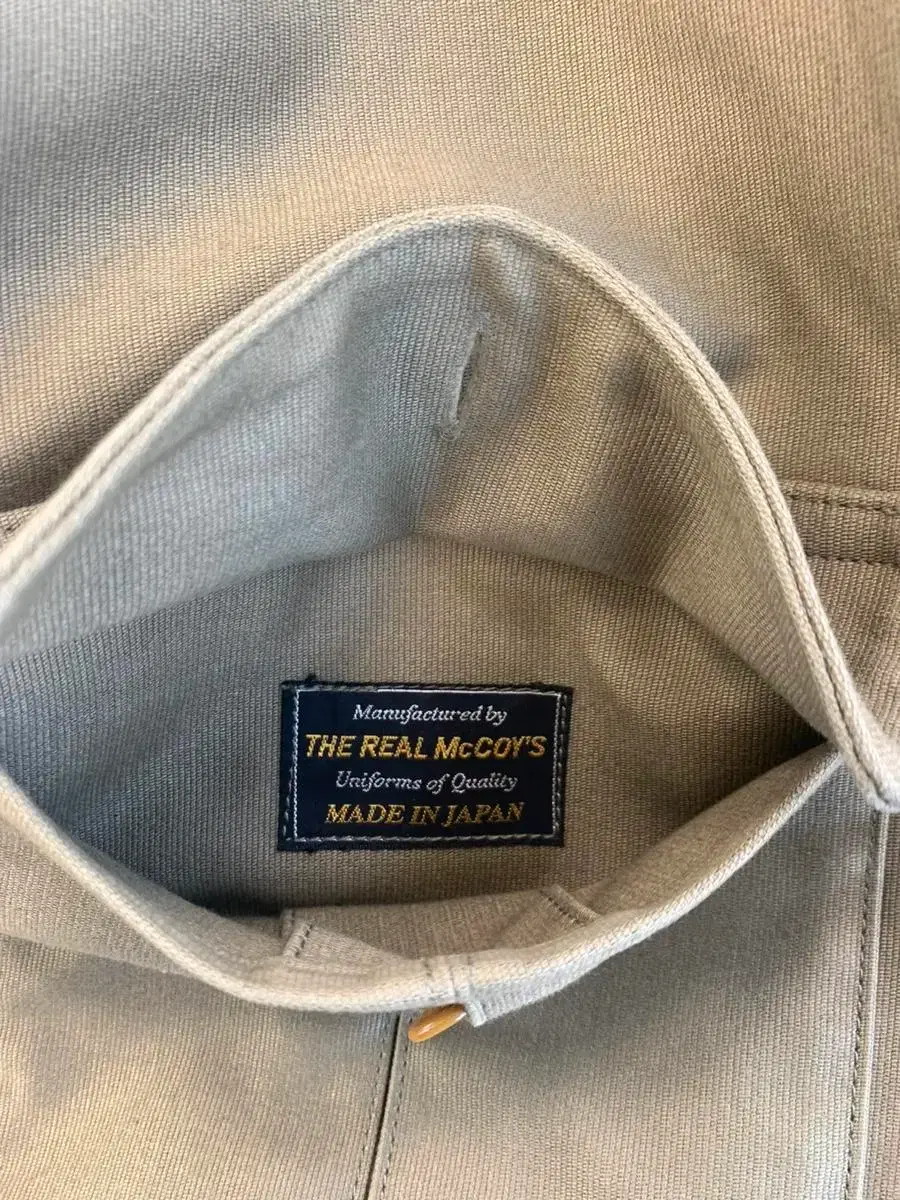 Manufactured by
THE REAL McCOY'S
Uniforms of Quality
MADE IN JAPAN